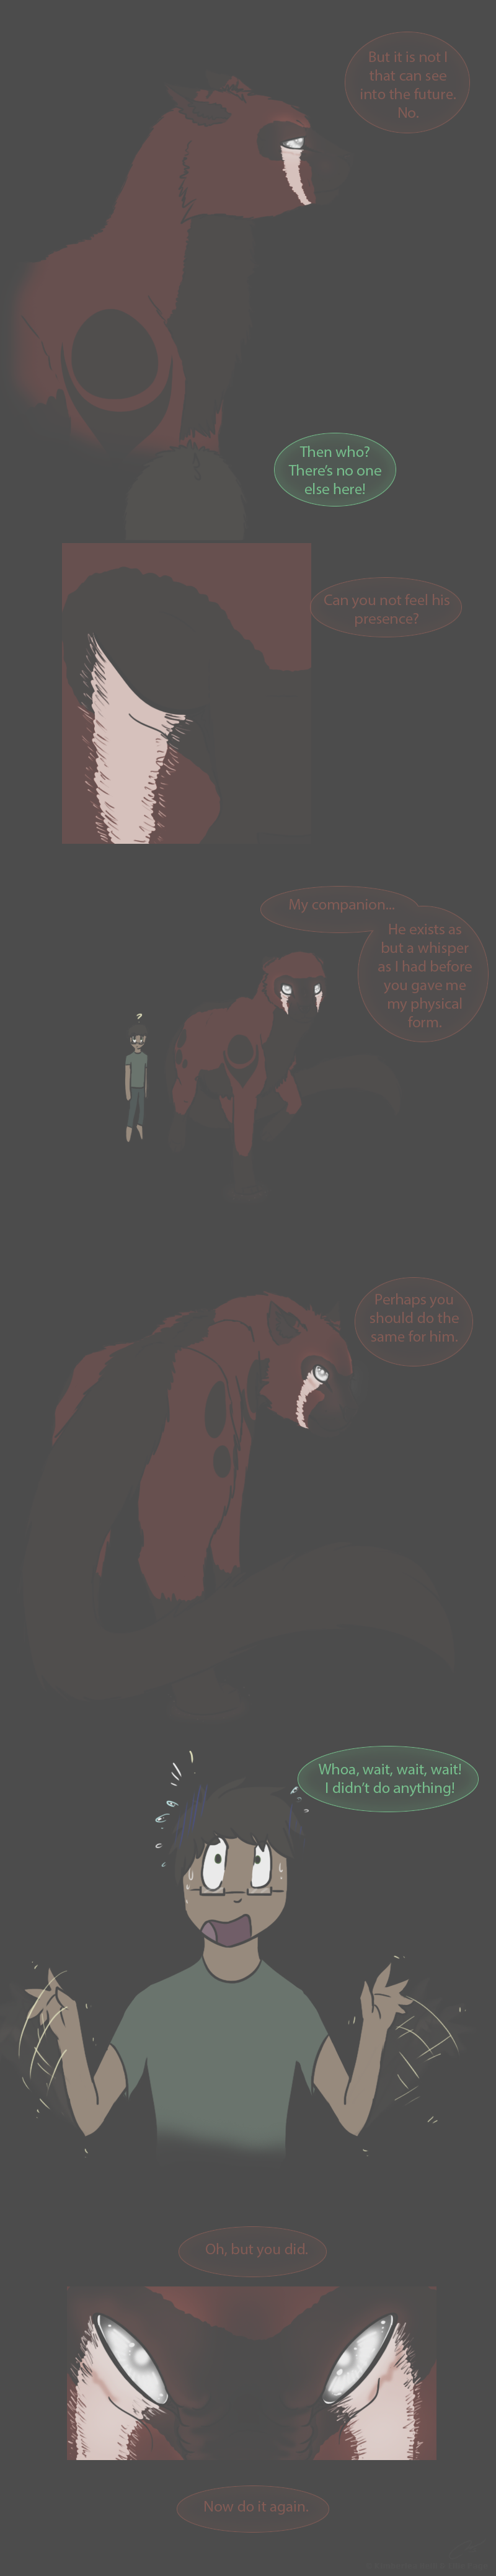 But it is not I
that can see
into the future.
No.
Then who?
There's no one
else here!
Can you not feel his
presence?
My companion...
He exists as
but a whisper
as I had before
you gave me
my physical
form.
?
Perhaps you
should do the
same for him.
Whoa, wait, wait, wait!
I didn't do anything!
Oh, but you did.
Now do it again.